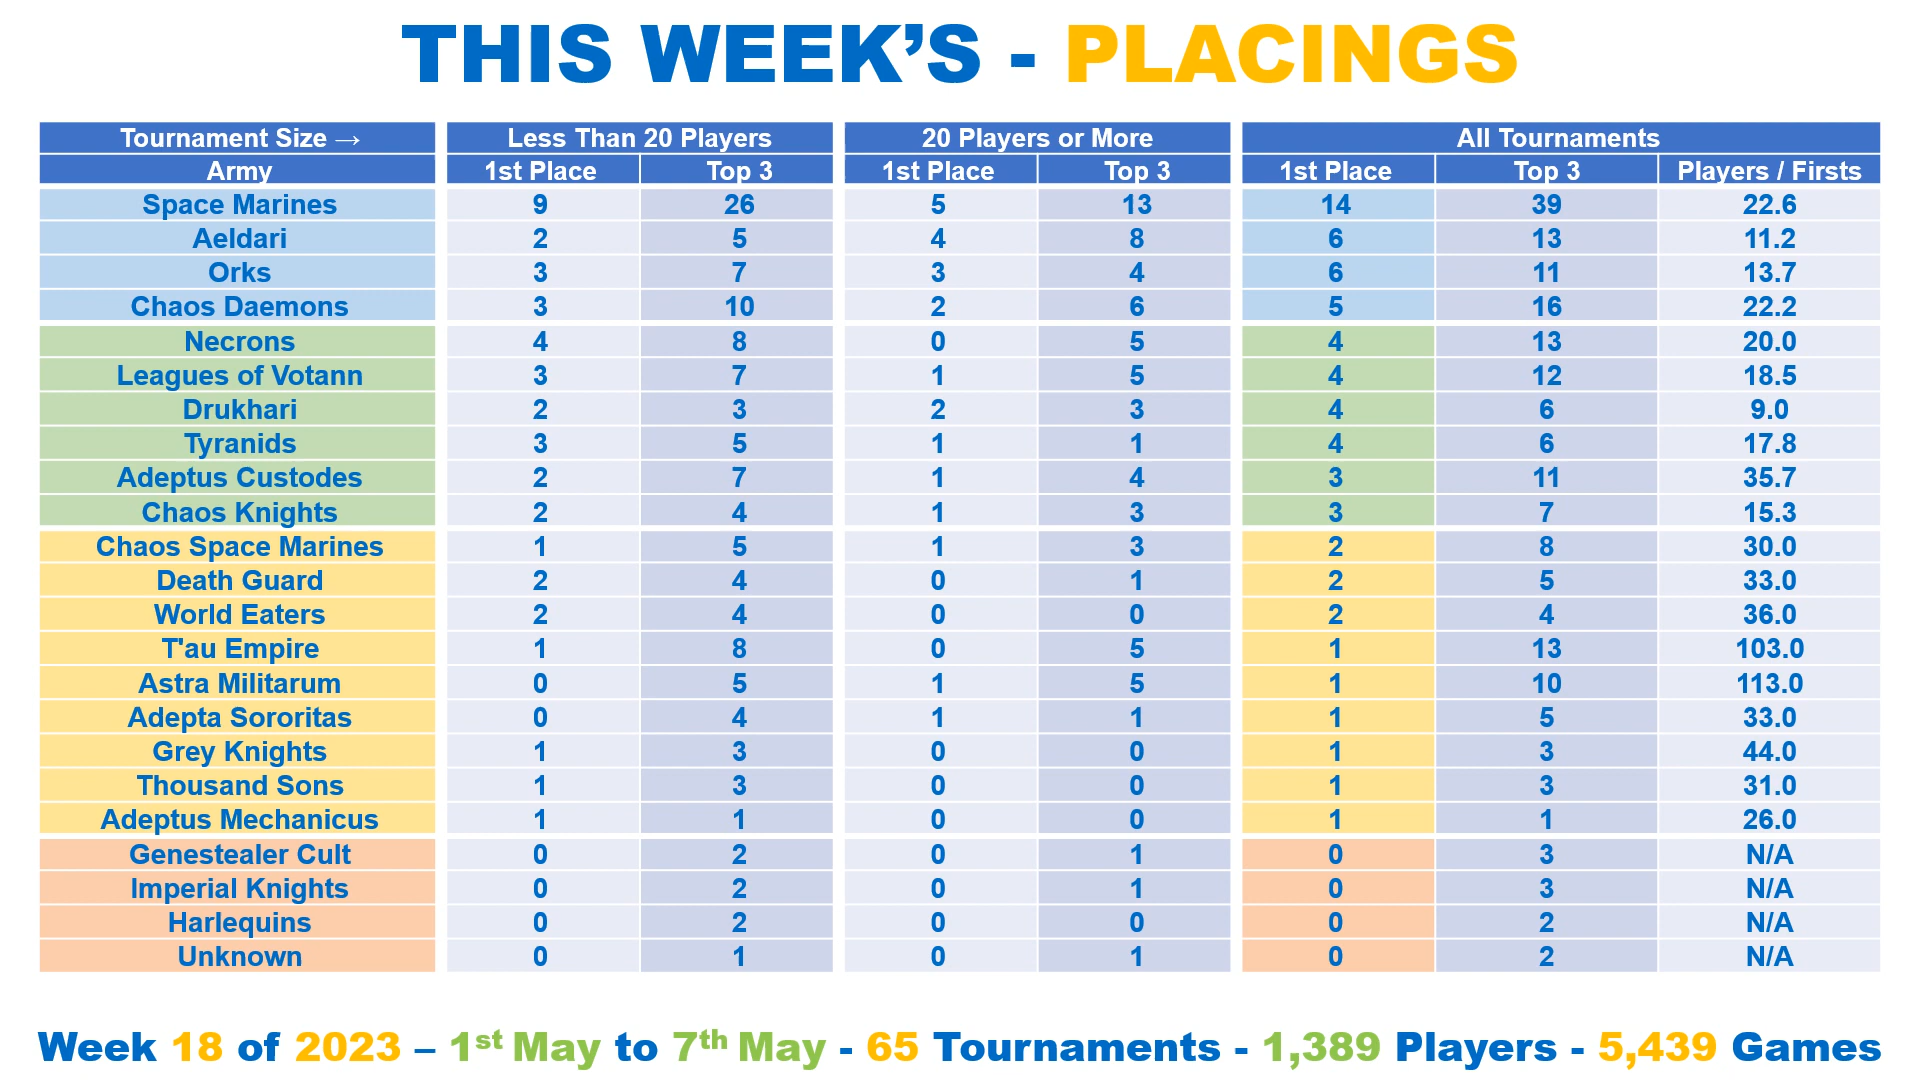 THIS WEEK'S - PLACINGS
Tournament Size → Less Than 20 Players 20 Players or More All Tournaments
Army 1st Place Top 3 1st Place Top 3 1st Place Top 3 Players / Firsts
Space Marines 9 26 5 13 14 39 22.6
Aeldari 2 5 4 8 6 13 11.2
Orks 3 7 3 4 6 11 13.7
Chaos Daemons 3 10 2 6 5 16 22.2
Necrons 4 8 0 5 4 13 20.0
Leagues of Votann 3 7 1 5 4 12 18.5
Drukhari 2 3 2 3 4 6 9.0
Tyranids 3 5 1 1 4 6 17.8
Adeptus Custodes 2 7 1 4 3 11 35.7
Chaos Knights 2 4 1 3 3 7 15.3
Chaos Space Marines 1 5 1 3 2 8 30.0
Death Guard 2 4 0 1 2 5 33.0
World Eaters 2 4 0 0 2 4 36.0
T'au Empire 1 8 0 5 1 13 103.0
Astra Militarum 0 5 1 5 1 10 113.0
Adepta Sororitas 0 4 1 1 1 5 33.0
Grey Knights 1 3 0 0 1 3 44.0
Thousand Sons 1 3 0 0 1 3 31.0
Adeptus Mechanicus 1 1 0 0 1 1 26.0
Genestealer Cult 0 2 0 1 0 3 N/A
Imperial Knights 0 2 0 1 0 3 N/A
Harlequins 0 2 0 0 0 2 N/A
Unknown 0 1 0 1 0 2 N/A
Week 18 of 2023 – 1st May to 7th May - 65 Tournaments - 1,389 Players - 5,439 Games